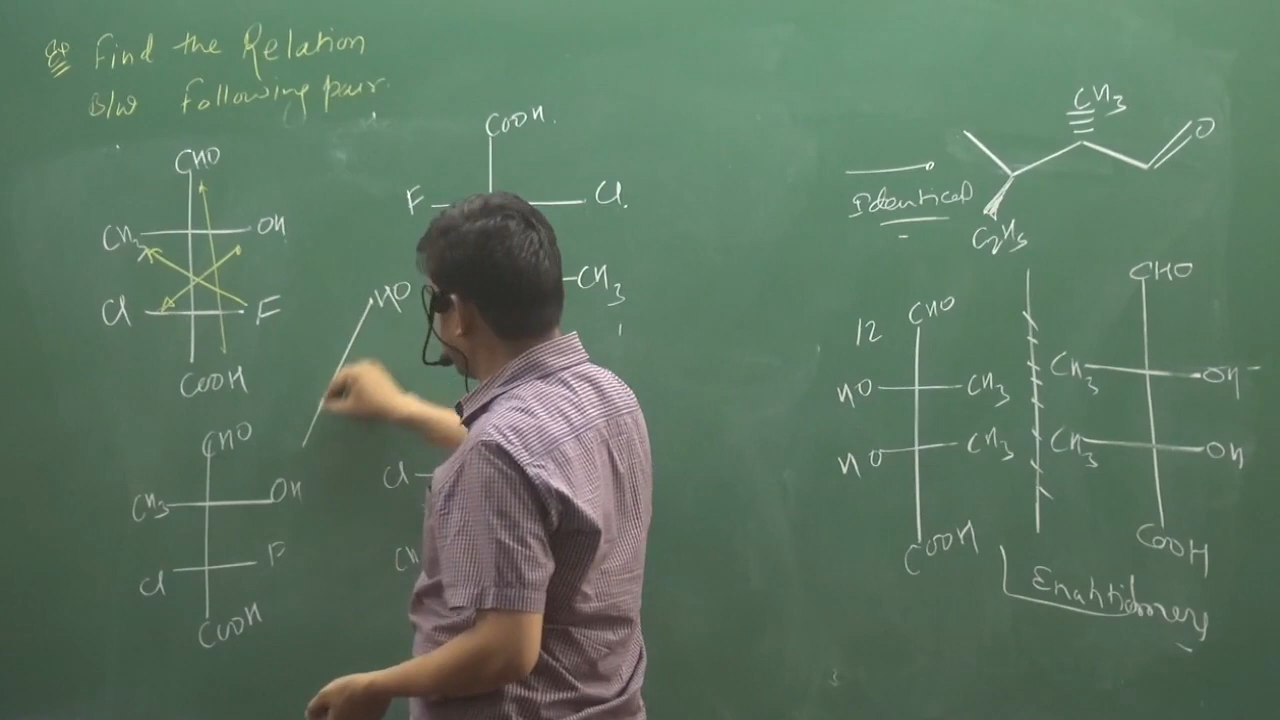 Find the Relation
B/w Following pair.
CHO
CH3
OH
Cl
F
COOH
CHO
CH3
OH
Cl
F
COOH
COOH.
F
Cl.
CH3
HO
Cl
CH
Identical
CH3
O
C2H5
12
CHO
HO
CH3
HO
CH3
COOH
CHO
CH3
OH
CH3
OH
COOH
Enantiomers